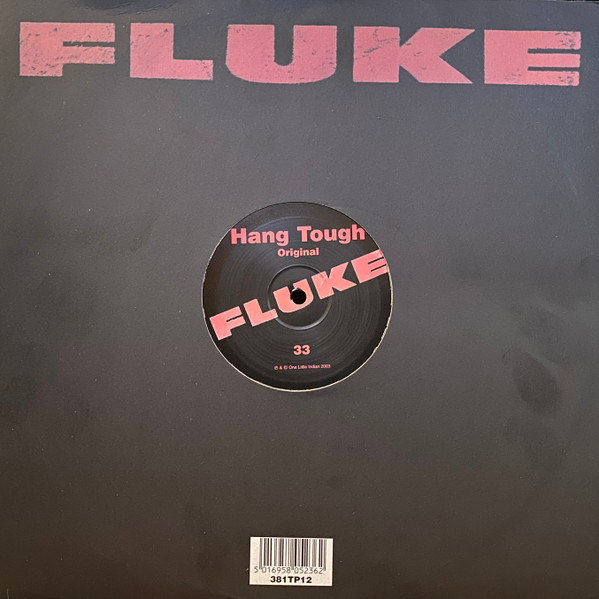 FLUKE
Hang Tough
Original
FLUKE
33
℗ & © One Little Indian 2003
5 016958 052362
381TP12